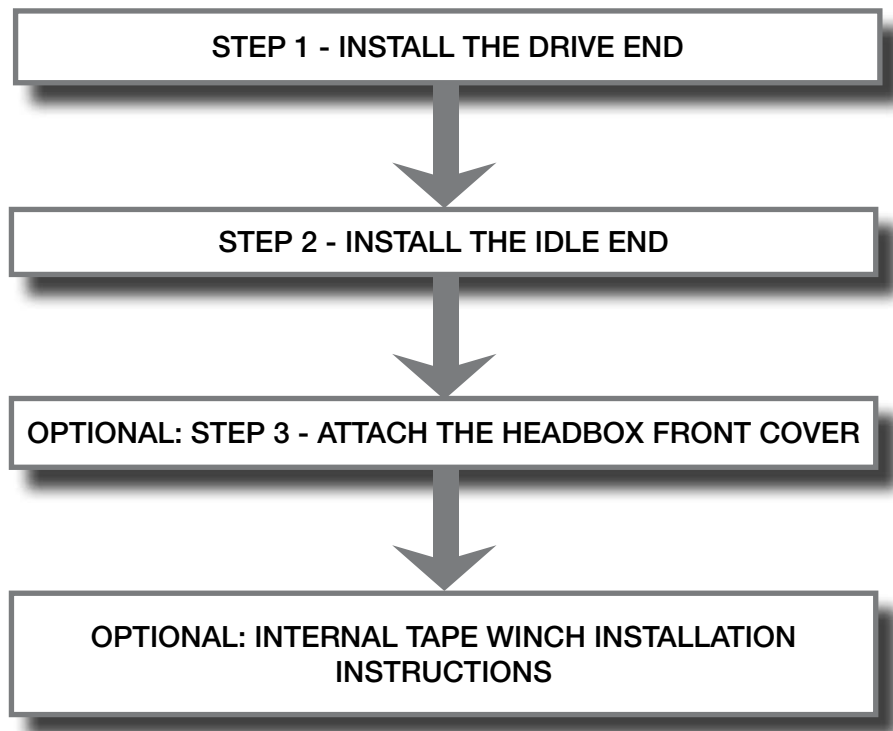 STEP 1 - INSTALL THE DRIVE END
STEP 2 - INSTALL THE IDLE END
OPTIONAL: STEP 3 - ATTACH THE HEADBOX FRONT COVER
OPTIONAL: INTERNAL TAPE WINCH INSTALLATION
INSTRUCTIONS